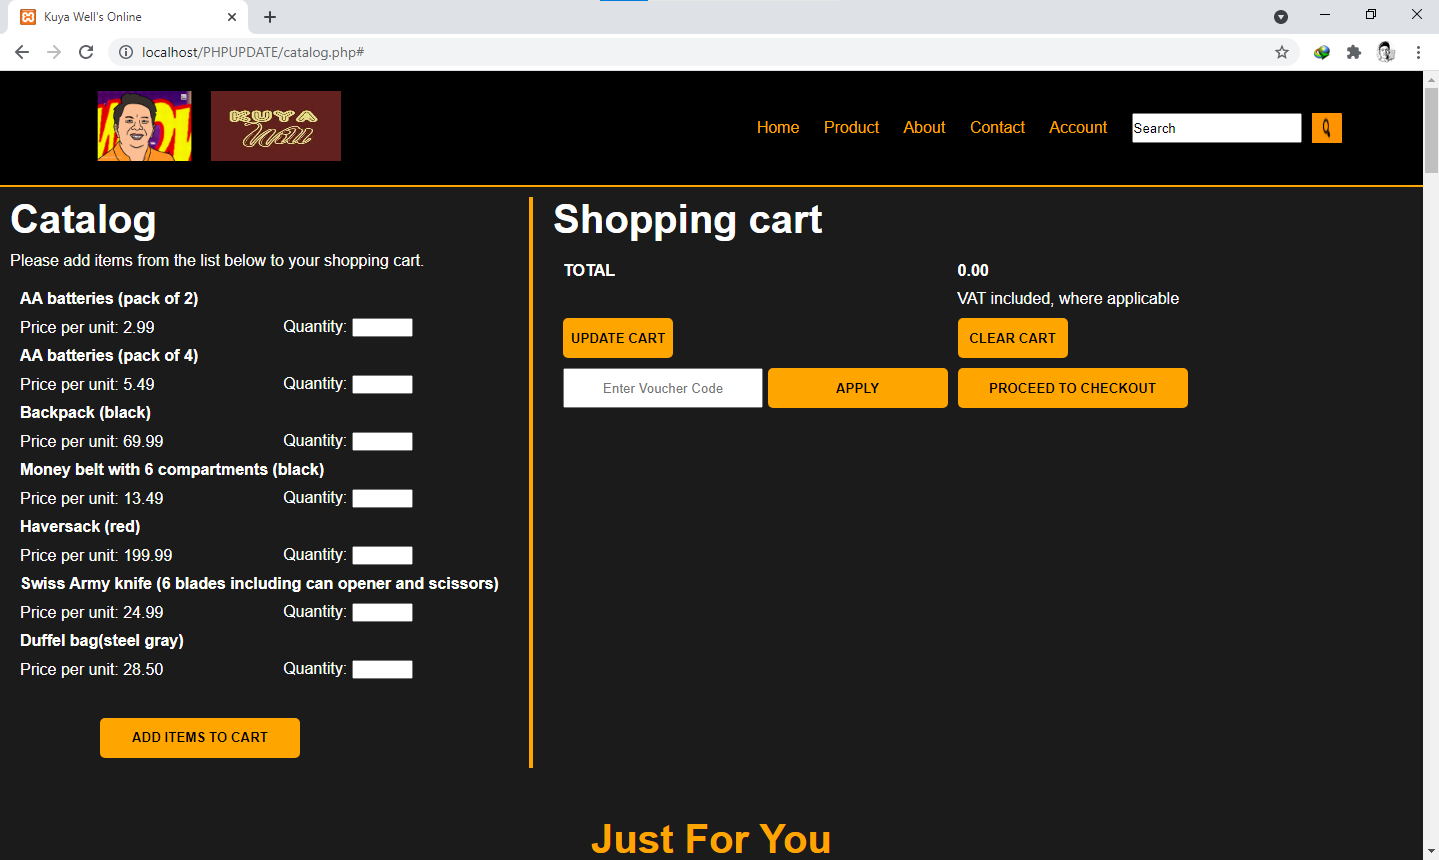 Kuya Well's Online
localhost/PHPUPDATE/catalog.php#
KUYA
Well
Home Product About Contact Account Search
Catalog
Please add items from the list below to your shopping cart.
AA batteries (pack of 2)
Price per unit: 2.99 Quantity:
AA batteries (pack of 4)
Price per unit: 5.49 Quantity:
Backpack (black)
Price per unit: 69.99 Quantity:
Money belt with 6 compartments (black)
Price per unit: 13.49 Quantity:
Haversack (red)
Price per unit: 199.99 Quantity:
Swiss Army knife (6 blades including can opener and scissors)
Price per unit: 24.99 Quantity:
Duffel bag(steel gray)
Price per unit: 28.50 Quantity:
ADD ITEMS TO CART
Shopping cart
TOTAL 0.00
VAT included, where applicable
UPDATE CART CLEAR CART
Enter Voucher Code APPLY PROCEED TO CHECKOUT
Just For You